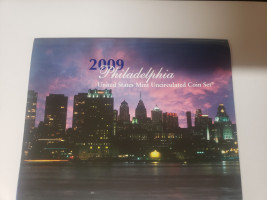 2009
Philadelphia
United States Mint Uncirculated Coin Set®